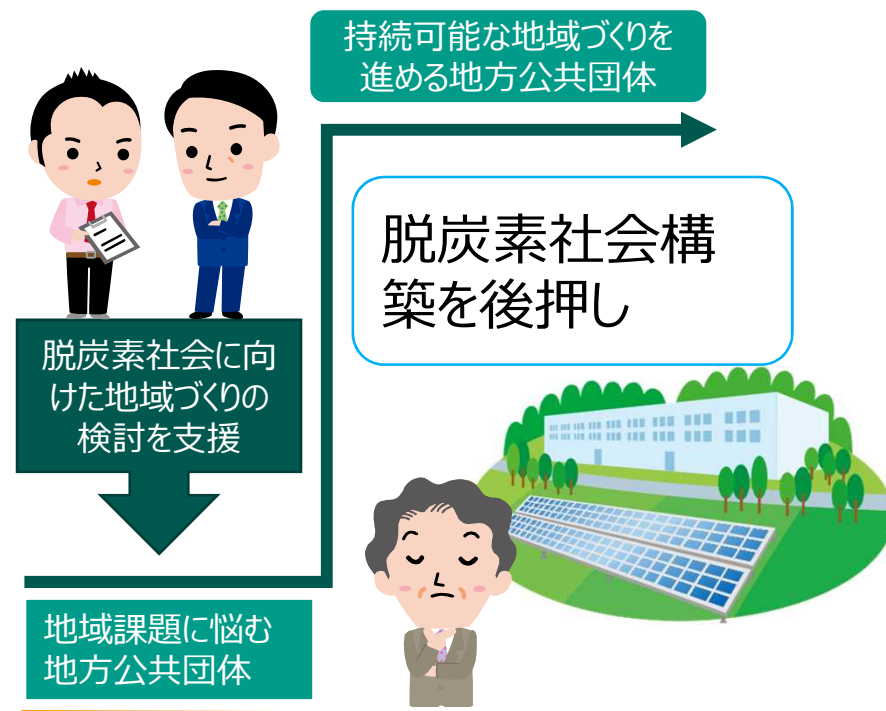 持続可能な地域づくりを
進める地方公共団体
脱炭素社会構
築を後押し
脱炭素社会に向
けた地域づくりの
検討を支援
地域課題に悩む
地方公共団体